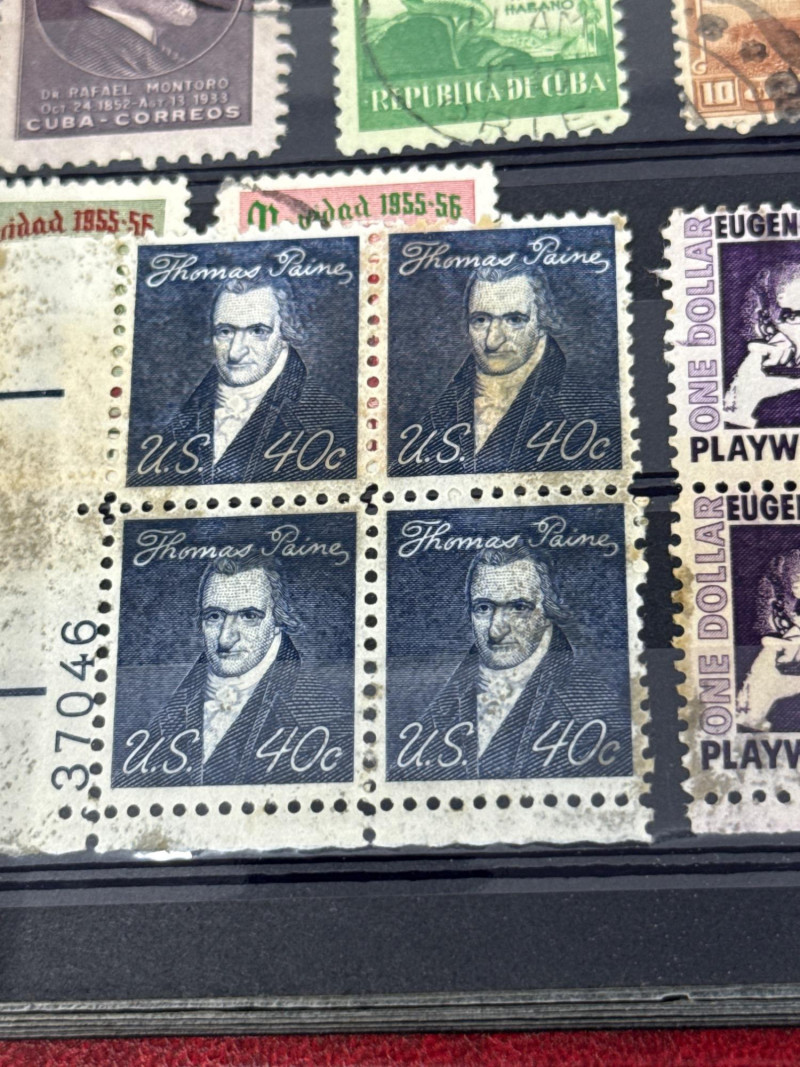 DR. RAFAEL MONTORO
Oct 24 1852 - Ast 13 1933
CUBA - CORREOS
HABANO
REPUBLICA DE CUBA
10
1955-56
1955-56
Thomas Paine
U.S. 40c
Thomas Paine
U.S. 40c
Thomas Paine
U.S. 40c
Thomas Paine
U.S. 40c
37046
EUGEN
ONE DOLLAR
PLAYW
EUGEN
ONE DOLLAR
PLAYW